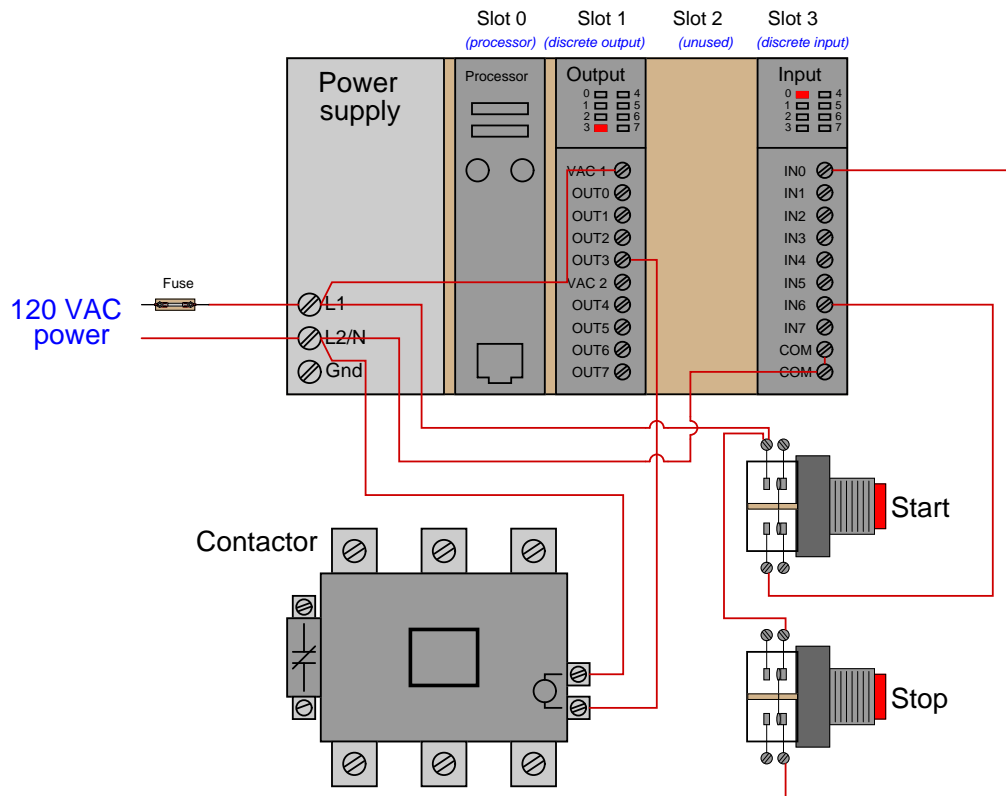 Slot 0 Slot 1 Slot 2 Slot 3
(processor) (discrete output) (unused) (discrete input)
Power
supply
Processor
Output
0 4
1 5
2 6
3 7
Input
0 4
1 5
2 6
3 7
VAC 1
OUT0
OUT1
OUT2
OUT3
VAC 2
OUT4
OUT5
OUT6
OUT7
IN0
IN1
IN2
IN3
IN4
IN5
IN6
IN7
COM
COM
Fuse
120 VAC
power
L1
L2/N
Gnd
Start
Contactor
Stop